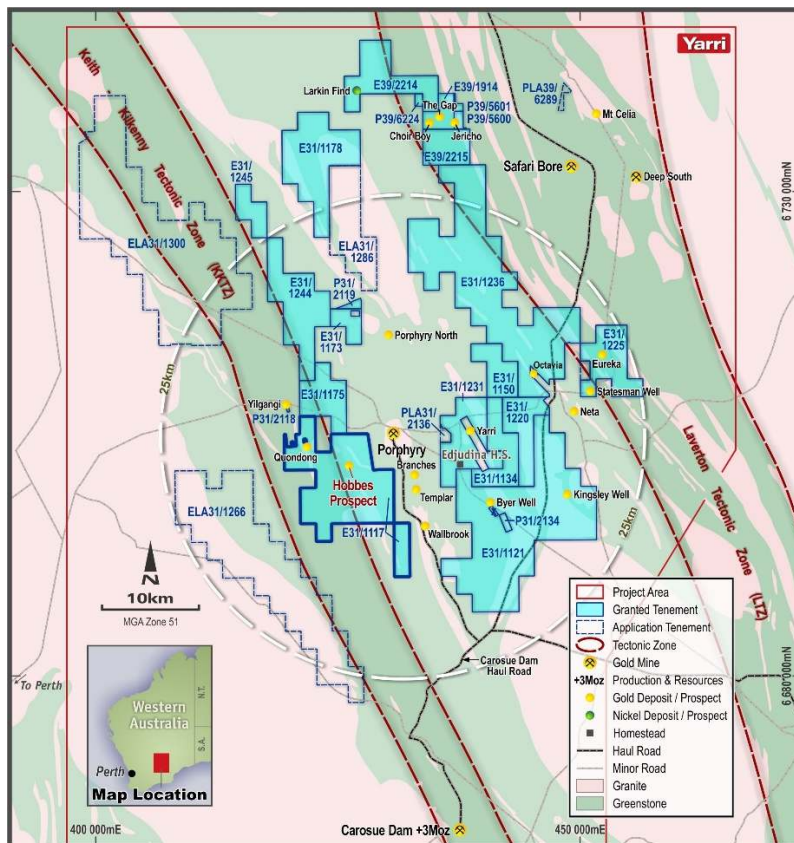 Yarri
Keith - Kilkenny Tectonic Zone (KKTZ)
Larkin Find
E39/2214
E39/1914
The Gap
P39/6224
P39/5601
P39/5600
Choir Boy
Jericho
E39/2215
PLA39/
6289
Mt Celia
Safari Bore
Deep South
6 730 000mN
E31/
1245
E31/1178
ELA31/1300
ELA31/
1286
E31/
1244
P31/
2119
E31/
1173
E31/1236
Porphyry North
E31/
1225
Eureka
Octavia
Statesman Well
Neta
25km
Yilgangi
P31/2118
E31/1175
E31/1231
E31/
1150
E31/
1220
PLA31/
2136
Yarri
Edjudina H.S.
E31/1134
Porphyry
Quondong
Hobbes
Prospect
Branches
Templar
Wallbrook
Byer Well
P31/2134
Kingsley Well
E31/1117
E31/1121
ELA31/1266
Laverton Tectonic Zone (LTZ)
25km
N
10km
MGA Zone 51
Carosue Dam
Haul Road
To Perth
6 680 000mN
Western
Australia
N.T.
S.A.
Perth
Map Location
Project Area
Granted Tenement
Application Tenement
Tectonic Zone
Gold Mine
+3Moz Production & Resources
Gold Deposit / Prospect
Nickel Deposit / Prospect
Homestead
Haul Road
Minor Road
Granite
Greenstone
400 000mE
Carosue Dam +3Moz
450 000mE